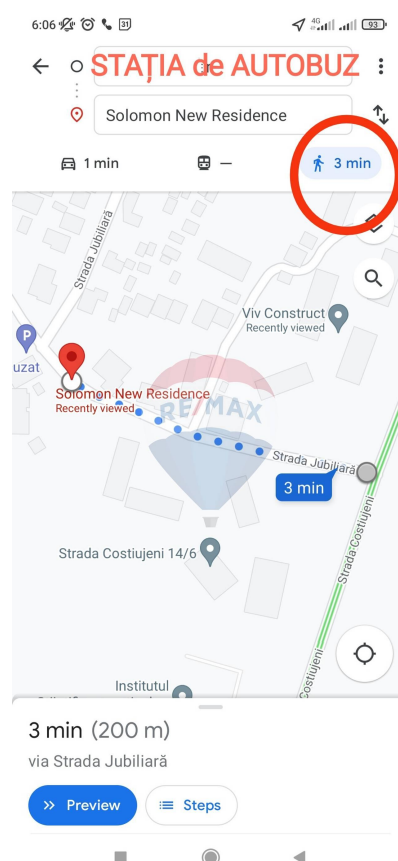 6:06
31
4G
93
STAȚIA de AUTOBUZ
Solomon New Residence
1 min
—
3 min
Strada Jubiliară
Viv Construct
Recently viewed
P
uzat
Solomon New Residence
Recently viewed
RE/MAX
Strada Jubiliară
3 min
Strada Costiujeni 14/6
Strada Costiujeni
Costiujeni
Institutul
3 min (200 m)
via Strada Jubiliară
Preview
Steps